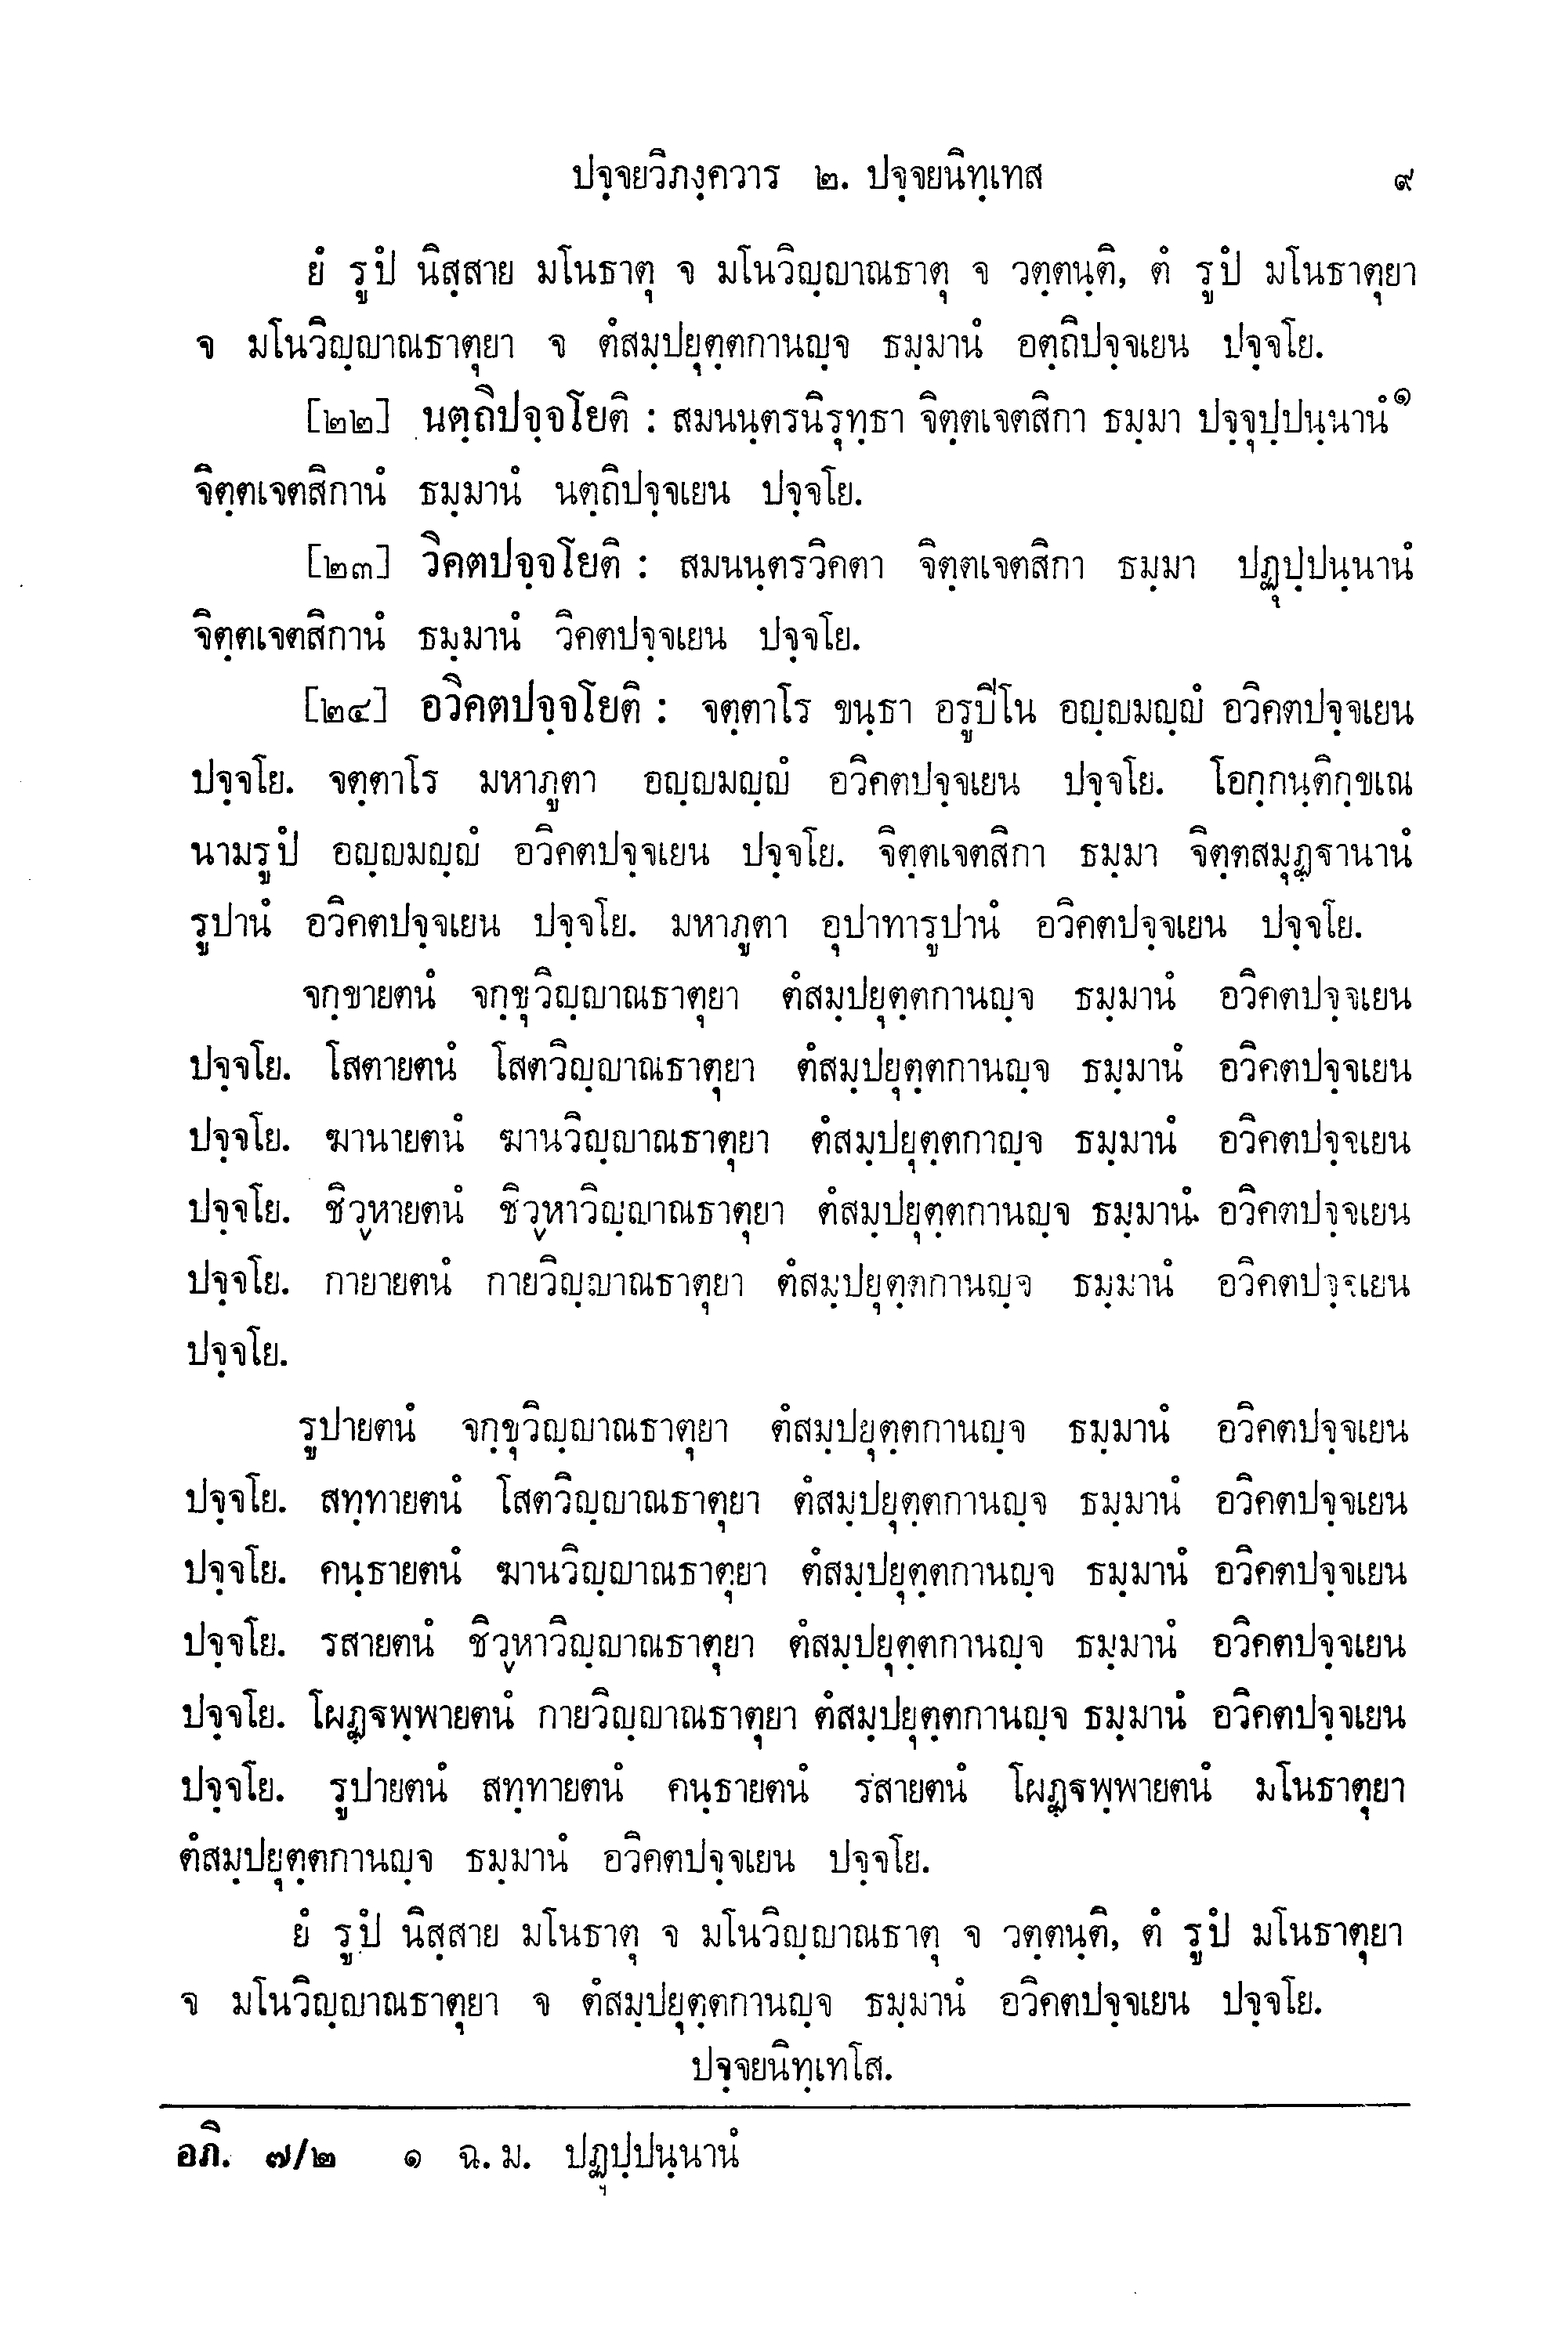 ปจฺจยวิภงฺควาร ๒. ปจฺจยนิทฺเทส ๙
ยํ รูปํ นิสฺสาย มโนธาตุ จ มโนวิญฺญาณธาตุ จ วตฺตนฺติ, ตํ รูปํ มโนธาตุยา
จ มโนวิญฺญาณธาตุยา จ ตํสมฺปยุตฺตกานญฺจ ธมฺมานํ อตฺถิปจฺจเยน ปจฺจโย.
[๒๒] นตฺถิปจฺจโยติ : สมนนฺตรนิรุทฺธา จิตฺตเจตสิกา ธมฺมา ปจฺจุปฺปนฺนานํ๑
จิตฺตเจตสิกานํ ธมฺมานํ นตฺถิปจฺจเยน ปจฺจโย.
[๒๓] วิคตปจฺจโยติ : สมนนฺตรวิคตา จิตฺตเจตสิกา ธมฺมา ปฏุปฺปนฺนานํ
จิตฺตเจตสิกานํ ธมฺมานํ วิคตปจฺจเยน ปจฺจโย.
[๒๔] อวิคตปจฺจโยติ : จตฺตาโร ขนฺธา อรูปิโน อญฺญมญฺญํ อวิคตปจฺจเยน
ปจฺจโย. จตฺตาโร มหาภูตา อญฺญมญฺญํ อวิคตปจฺจเยน ปจฺจโย. โอกฺกนฺติกฺขเณ
นามรูปํ อญฺญมญฺญํ อวิคตปจฺจเยน ปจฺจโย. จิตฺตเจตสิกา ธมฺมา จิตฺตสมุฏฺฐานานํ
รูปานํ อวิคตปจฺจเยน ปจฺจโย. มหาภูตา อุปาทารูปานํ อวิคตปจฺจเยน ปจฺจโย.
จกฺขายตนํ จกฺขุวิญฺญาณธาตุยา ตํสมฺปยุตฺตกานญฺจ ธมฺมานํ อวิคตปจฺจเยน
ปจฺจโย. โสตายตนํ โสตวิญฺญาณธาตุยา ตํสมฺปยุตฺตกานญฺจ ธมฺมานํ อวิคตปจฺจเยน
ปจฺจโย. ฆานายตนํ ฆานวิญฺญาณธาตุยา ตํสมฺปยุตฺตกาญฺจ ธมฺมานํ อวิคตปจฺจเยน
ปจฺจโย. ชิวฺหายตนํ ชิวฺหาวิญฺญาณธาตุยา ตํสมฺปยุตฺตกานญฺจ ธมฺมานํ อวิคตปจฺจเยน
ปจฺจโย. กายายตนํ กายวิญฺญาณธาตุยา ตํสมฺปยุตฺตกานญฺจ ธมฺมานํ อวิคตปจฺจเยน
ปจฺจโย.
รูปายตนํ จกฺขุวิญฺญาณธาตุยา ตํสมฺปยุตฺตกานญฺจ ธมฺมานํ อวิคตปจฺจเยน
ปจฺจโย. สทฺทายตนํ โสตวิญฺญาณธาตุยา ตํสมฺปยุตฺตกานญฺจ ธมฺมานํ อวิคตปจฺจเยน
ปจฺจโย. คนฺธายตนํ ฆานวิญฺญาณธาตุยา ตํสมฺปยุตฺตกานญฺจ ธมฺมานํ อวิคตปจฺจเยน
ปจฺจโย. รสายตนํ ชิวฺหาวิญฺญาณธาตุยา ตํสมฺปยุตฺตกานญฺจ ธมฺมานํ อวิคตปจฺจเยน
ปจฺจโย. โผฏฺฐพฺพายตนํ กายวิญฺญาณธาตุยา ตํสมฺปยุตฺตกานญฺจ ธมฺมานํ อวิคตปจฺจเยน
ปจฺจโย. รูปายตนํ สทฺทายตนํ คนฺธายตนํ รสายตนํ โผฏฺฐพฺพายตนํ มโนธาตุยา
ตํสมฺปยุตฺตกานญฺจ ธมฺมานํ อวิคตปจฺจเยน ปจฺจโย.
ยํ รูปํ นิสฺสาย มโนธาตุ จ มโนวิญฺญาณธาตุ จ วตฺตนฺติ, ตํ รูปํ มโนธาตุยา
จ มโนวิญฺญาณธาตุยา จ ตํสมฺปยุตฺตกานญฺจ ธมฺมานํ อวิคตปจฺจเยน ปจฺจโย.
ปจฺจยนิทฺเทโส.
อภิ. ๗/๒ ๑ ฉ. ม. ปฏุปฺปนฺนานํ